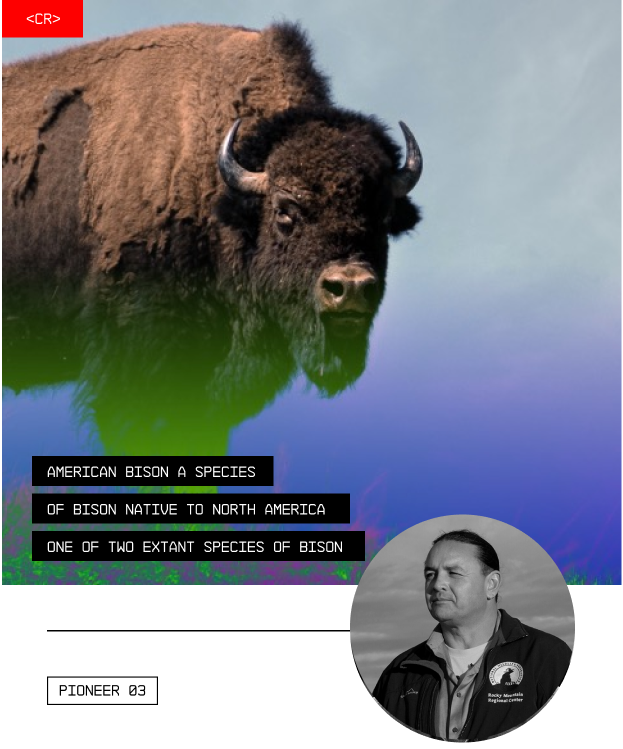 <CR>
AMERICAN BISON A SPECIES
OF BISON NATIVE TO NORTH AMERICA
ONE OF TWO EXTANT SPECIES OF BISON
Rocky Mountain
Regional Center
PIONEER 03